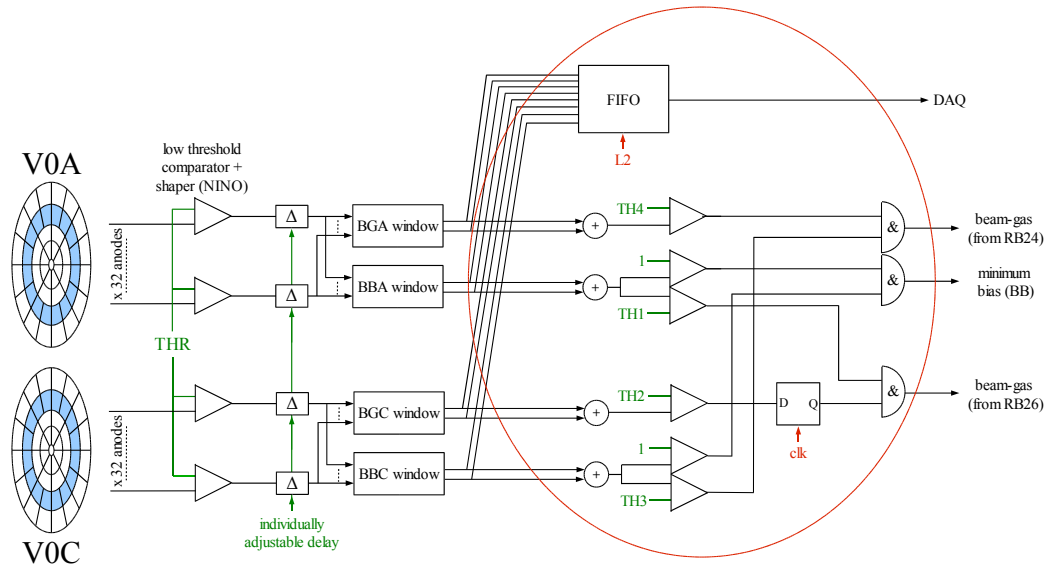 FIFO
DAQ
L2
V0A
low threshold
comparator +
shaper (NINO)
x 32 anodes
Δ
BGA window
+
TH4
&
beam-gas
(from RB24)
Δ
BBA window
+
1
TH1
&
minimum
bias (BB)
THR
Δ
BGC window
+
TH2
D Q
clk
&
beam-gas
(from RB26)
x 32 anodes
Δ
BBC window
+
1
TH3
individually
adjustable delay
V0C